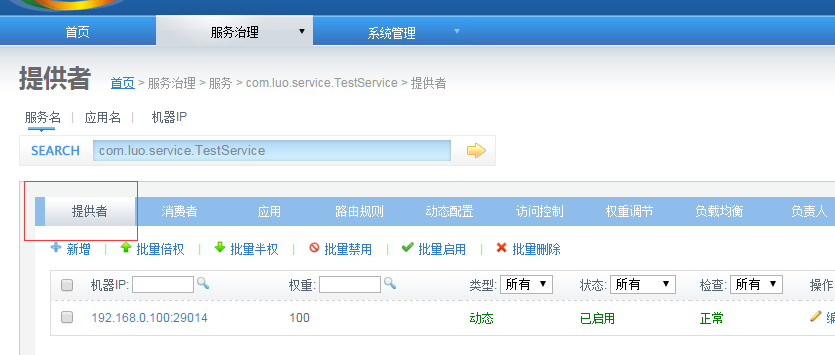 首页 服务治理 系统管理
提供者 首页 > 服务治理 > 服务 > com.luo.service.TestService > 提供者
服务名 | 应用名 | 机器IP
SEARCH com.luo.service.TestService
提供者 消费者 应用 路由规则 动态配置 访问控制 权重调节 负载均衡 负责人
新增 | 批量倍权 | 批量半权 | 批量禁用 | 批量启用 | 批量删除
机器IP: 权重: 类型: 所有 状态: 所有 检查: 所有 操作
192.168.0.100:29014 100 动态 已启用 正常 编